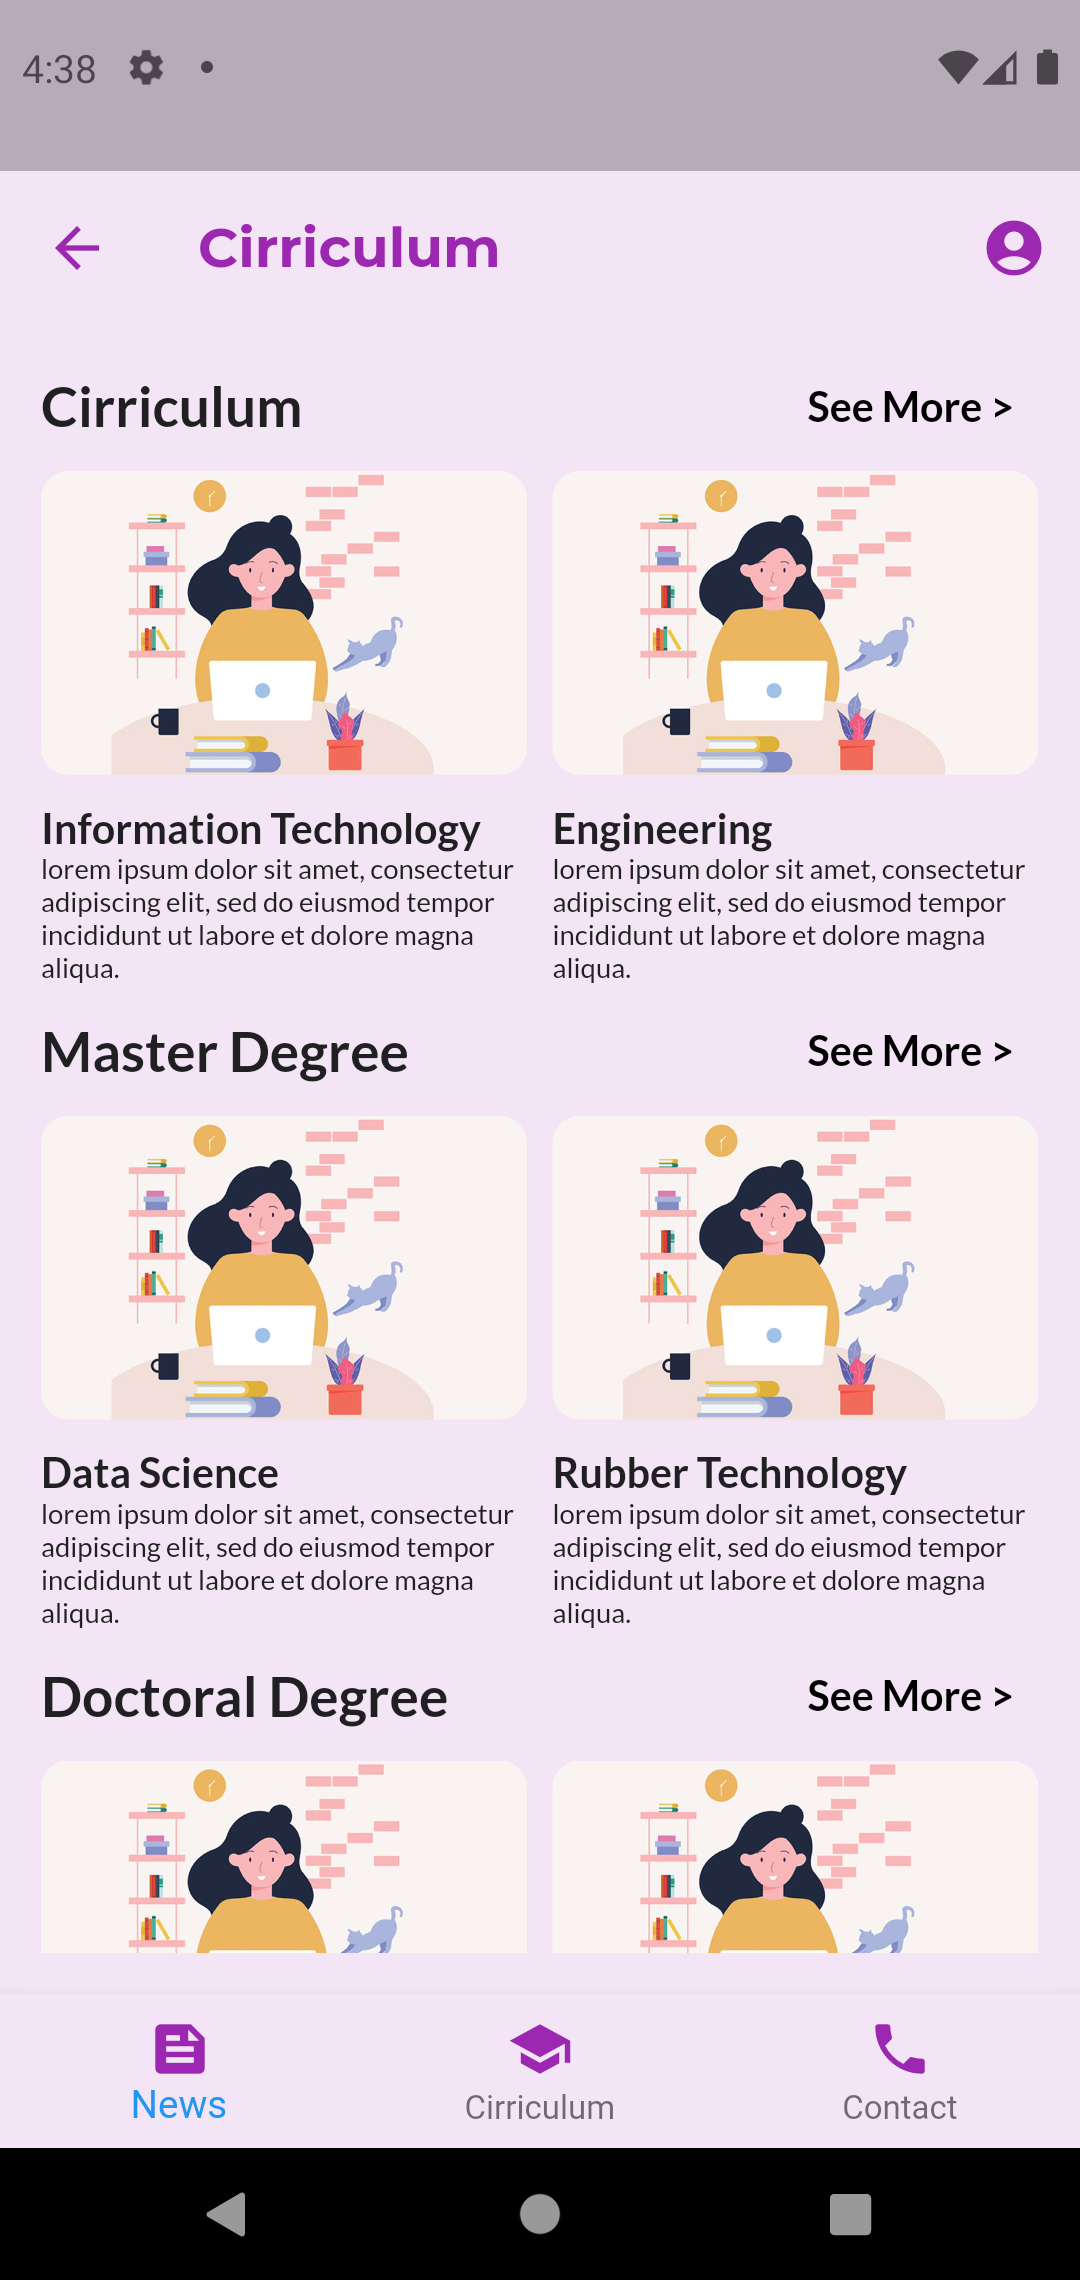 4:38
Cirriculum
Cirriculum
See More >
Information Technology
lorem ipsum dolor sit amet, consectetur
adipiscing elit, sed do eiusmod tempor
incididunt ut labore et dolore magna
aliqua.
Engineering
lorem ipsum dolor sit amet, consectetur
adipiscing elit, sed do eiusmod tempor
incididunt ut labore et dolore magna
aliqua.
Master Degree
See More >
Data Science
lorem ipsum dolor sit amet, consectetur
adipiscing elit, sed do eiusmod tempor
incididunt ut labore et dolore magna
aliqua.
Rubber Technology
lorem ipsum dolor sit amet, consectetur
adipiscing elit, sed do eiusmod tempor
incididunt ut labore et dolore magna
aliqua.
Doctoral Degree
See More >
News
Cirriculum
Contact